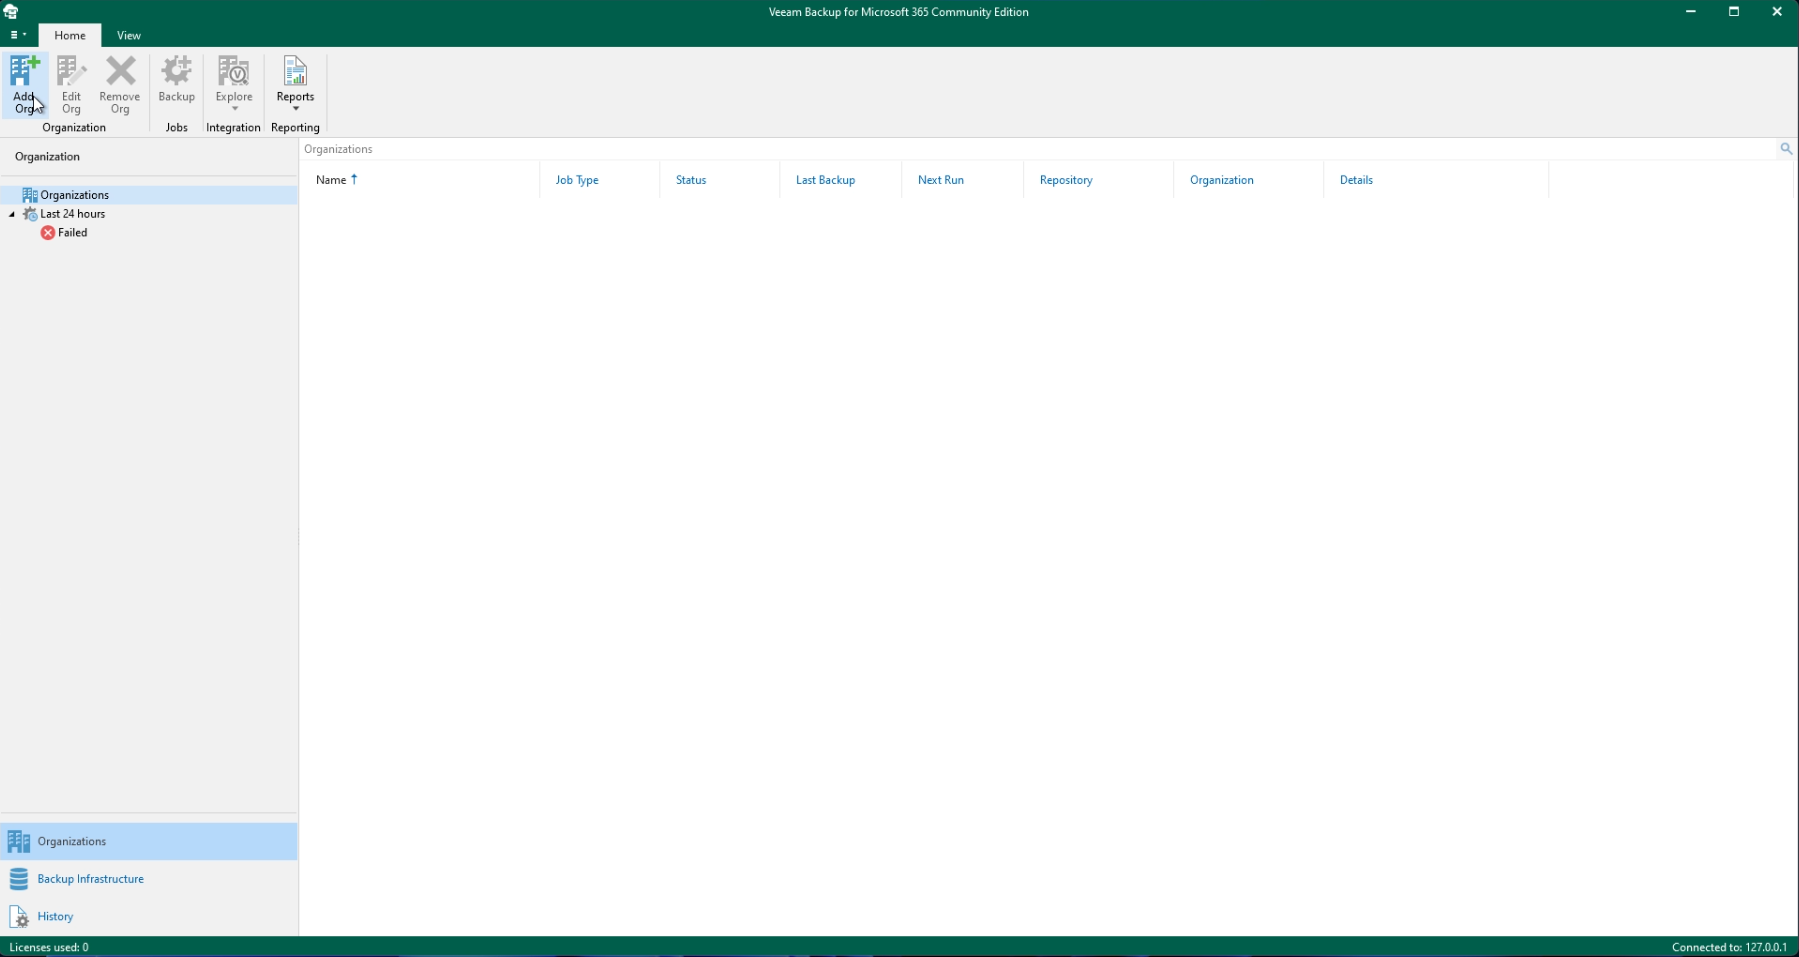 Veeam Backup for Microsoft 365 Community Edition
Home View
Add Org
Edit Org
Remove Org
Backup
Explore
Reports
Organization Jobs Integration Reporting
Organization
Organizations
Last 24 hours
Failed
Organizations
Name Job Type Status Last Backup Next Run Repository Organization Details
Organizations
Backup Infrastructure
History
Licenses used: 0
Connected to: 127.0.0.1